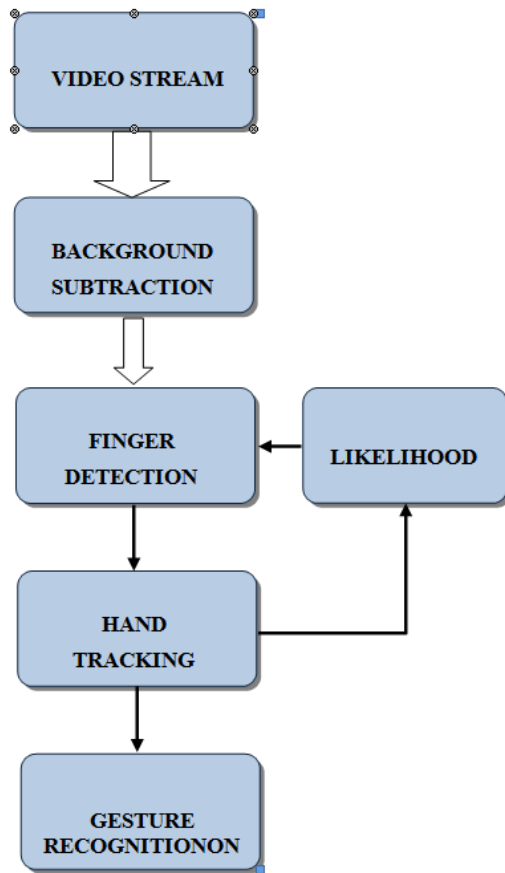 VIDEO STREAM
BACKGROUND
SUBTRACTION
FINGER
DETECTION
LIKELIHOOD
HAND
TRACKING
GESTURE
RECOGNITIONON